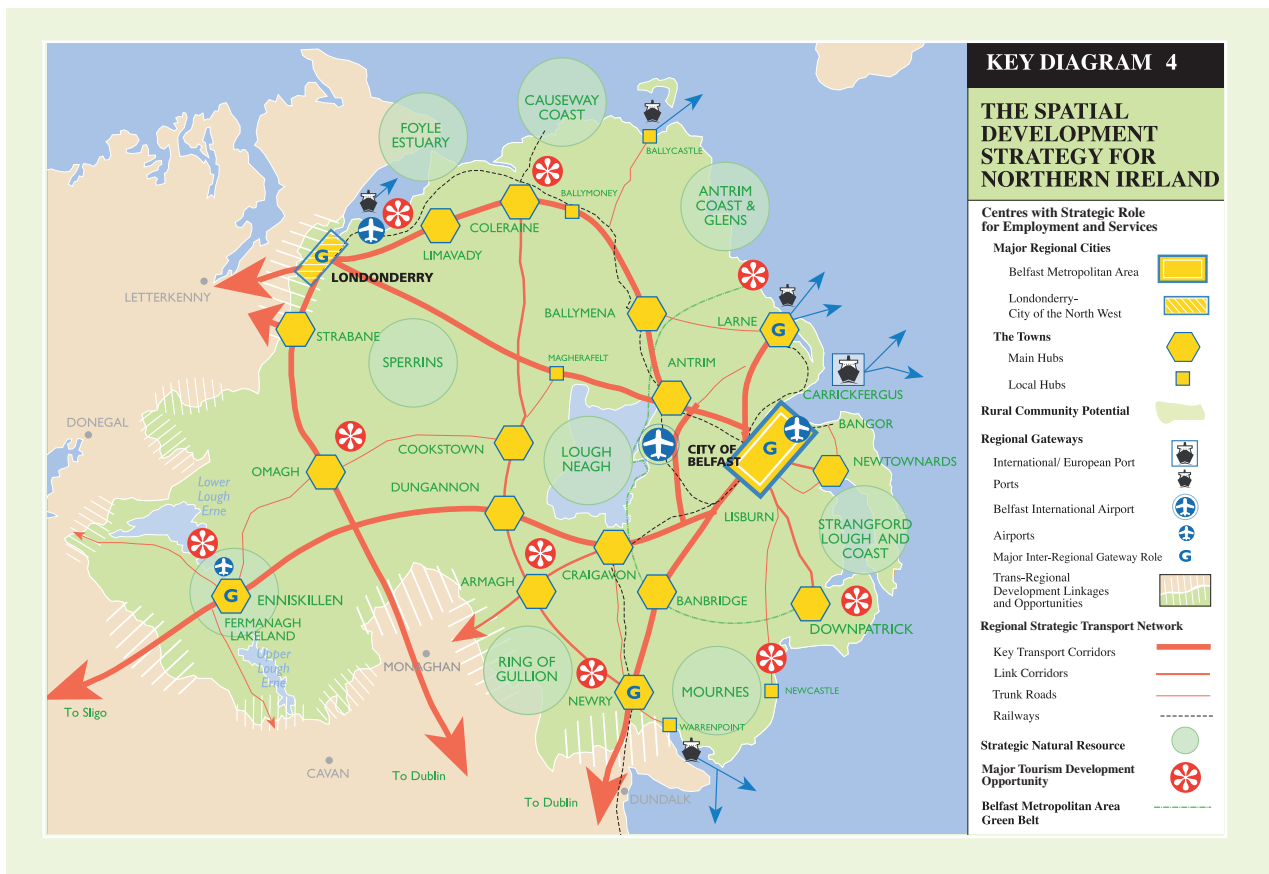 KEY DIAGRAM 4
THE SPATIAL
DEVELOPMENT
STRATEGY FOR
NORTHERN IRELAND
Centres with Strategic Role
for Employment and Services
Major Regional Cities
Belfast Metropolitan Area
Londonderry-
City of the North West
The Towns
Main Hubs
Local Hubs
Rural Community Potential
Regional Gateways
International/ European Port
Ports
Belfast International Airport
Airports
Major Inter-Regional Gateway Role
G
Trans-Regional
Development Linkages
and Opportunities
Regional Strategic Transport Network
Key Transport Corridors
Link Corridors
Trunk Roads
Railways
Strategic Natural Resource
Major Tourism Development
Opportunity
Belfast Metropolitan Area
Green Belt
CAUSEWAY
COAST
FOYLE
ESTUARY
BALLYCASTLE
ANTRIM
COAST &
GLENS
BALLYMONEY
COLERAINE
LIMAVADY
G
LONDONDERRY
LETTERKENNY
STRABANE
BALLYMENA
LARNE
G
SPERRINS
MAGHERAFELT
ANTRIM
CARRICKFERGUS
DONEGAL
BANGOR
COOKSTOWN
LOUGH
NEAGH
CITY OF
BELFAST
G
NEWTOWNARDS
OMAGH
DUNGANNON
Lower
Lough
Erne
LISBURN
STRANGFORD
LOUGH AND
COAST
CRAIGAVON
ARMAGH
G
ENNISKILLEN
BANBRIDGE
FERMANAGH
LAKELAND
DOWNPATRICK
Upper
Lough
Erne
MONAGHAN
RING OF
GULLION
NEWRY
G
MOURNES
NEWCASTLE
To Sligo
WARRENPOINT
CAVAN
To Dublin
To Dublin
DUNDALK